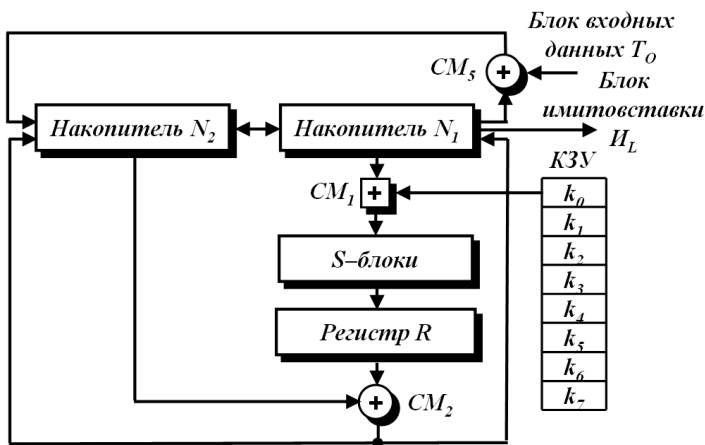 Блок входных
данных T_O
CM_5
Блок
имитовставки
И_L
Накопитель N_2
Накопитель N_1
КЗУ
CM_1
k_0
k_1
k_2
k_3
k_4
k_5
k_6
k_7
S–блоки
Регистр R
CM_2